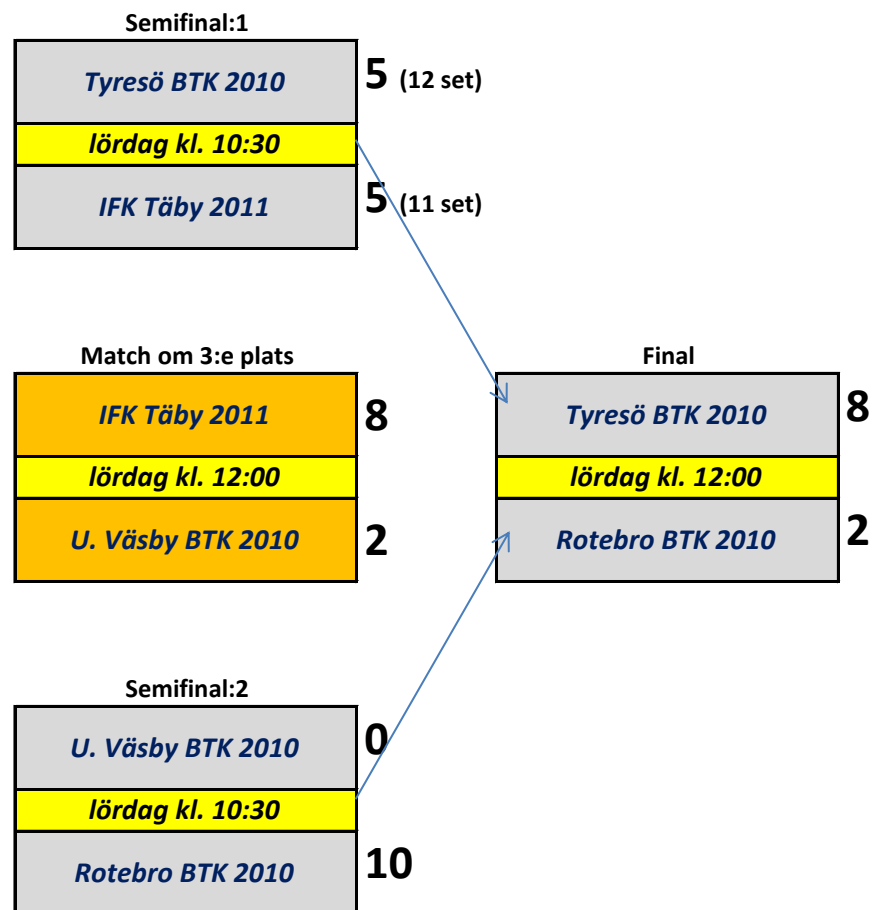 Semifinal:1
Tyresö BTK 2010 5 (12 set)
lördag kl. 10:30
IFK Täby 2011 5 (11 set)
Match om 3:e plats
IFK Täby 2011 8
lördag kl. 12:00
U. Väsby BTK 2010 2
Final
Tyresö BTK 2010 8
lördag kl. 12:00
Rotebro BTK 2010 2
Semifinal:2
U. Väsby BTK 2010 0
lördag kl. 10:30
Rotebro BTK 2010 10